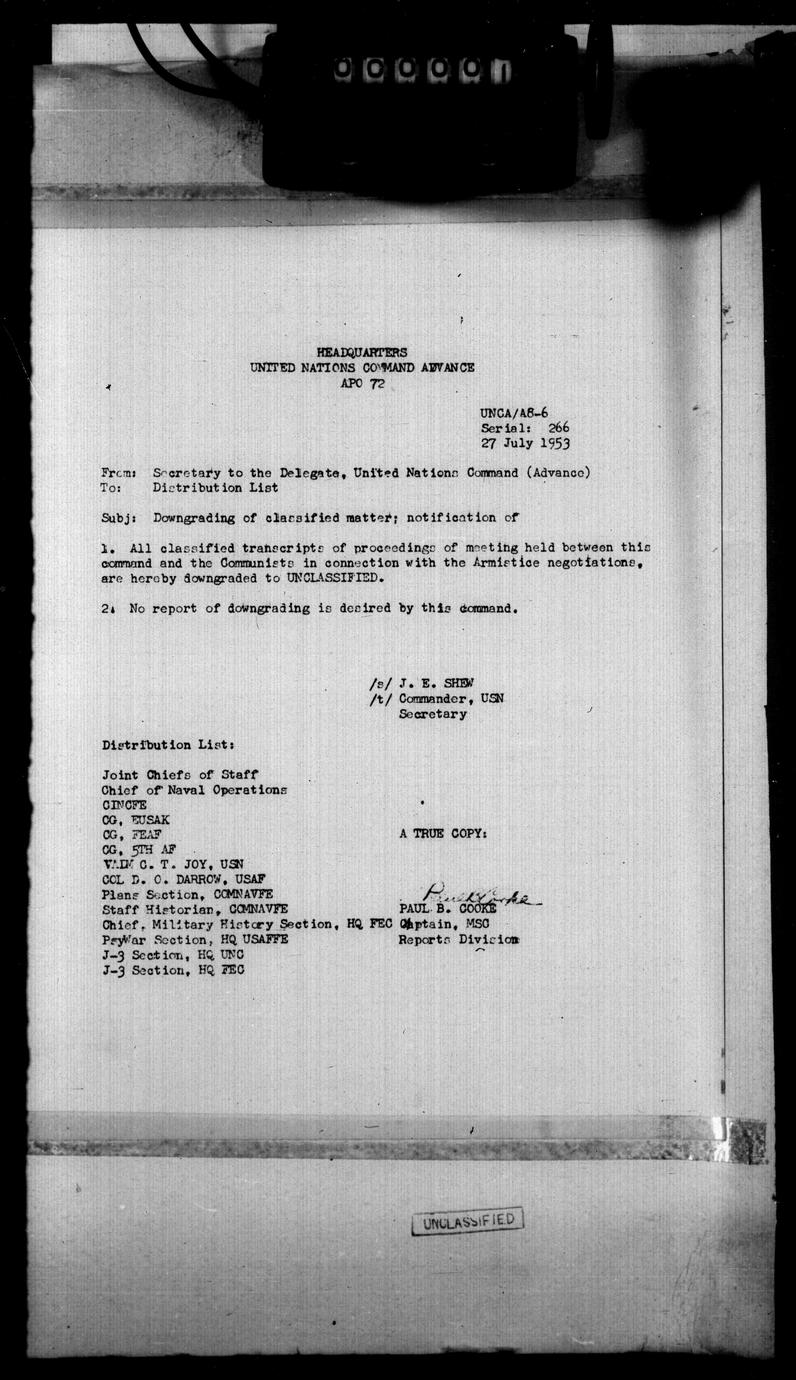 000001
HEADQUARTERS
UNITED NATIONS COMMAND ADVANCE
APO 72
UNCA/A8-6
Serial: 266
27 July 1953
From: Secretary to the Delegate, United Nations Command (Advance)
To: Distribution List
Subj: Downgrading of classified matter; notification of
1. All classified transcripts of proceedings of meeting held between this
command and the Communists in connection with the Armistice negotiations,
are hereby downgraded to UNCLASSIFIED.
2. No report of downgrading is desired by this command.
/s/ J. E. SHEW
/t/ Commander, USN
Secretary
Distribution List:
Joint Chiefs of Staff
Chief of Naval Operations
CINCFE
CG, EUSAK
CG, FEAF
CG, 5TH AF
VADM C. T. JOY, USN
COL D. O. DARROW, USAF
Plans Section, COMNAVFE
Staff Historian, COMNAVFE
Chief, Military History Section, HQ FEC
PsyWar Section, HQ USAFFE
J-3 Section, HQ UNC
J-3 Section, HQ FEC
A TRUE COPY:
PAUL B. COOKE
Captain, MSC
Reports Division
UNCLASSIFIED